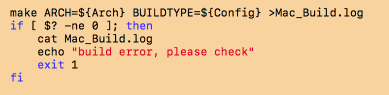 make ARCH=${Arch} BUILDTYPE=${Config} >Mac_Build.log
if [ $? -ne 0 ]; then
    cat Mac_Build.log
    echo "build error, please check"
    exit 1
fi